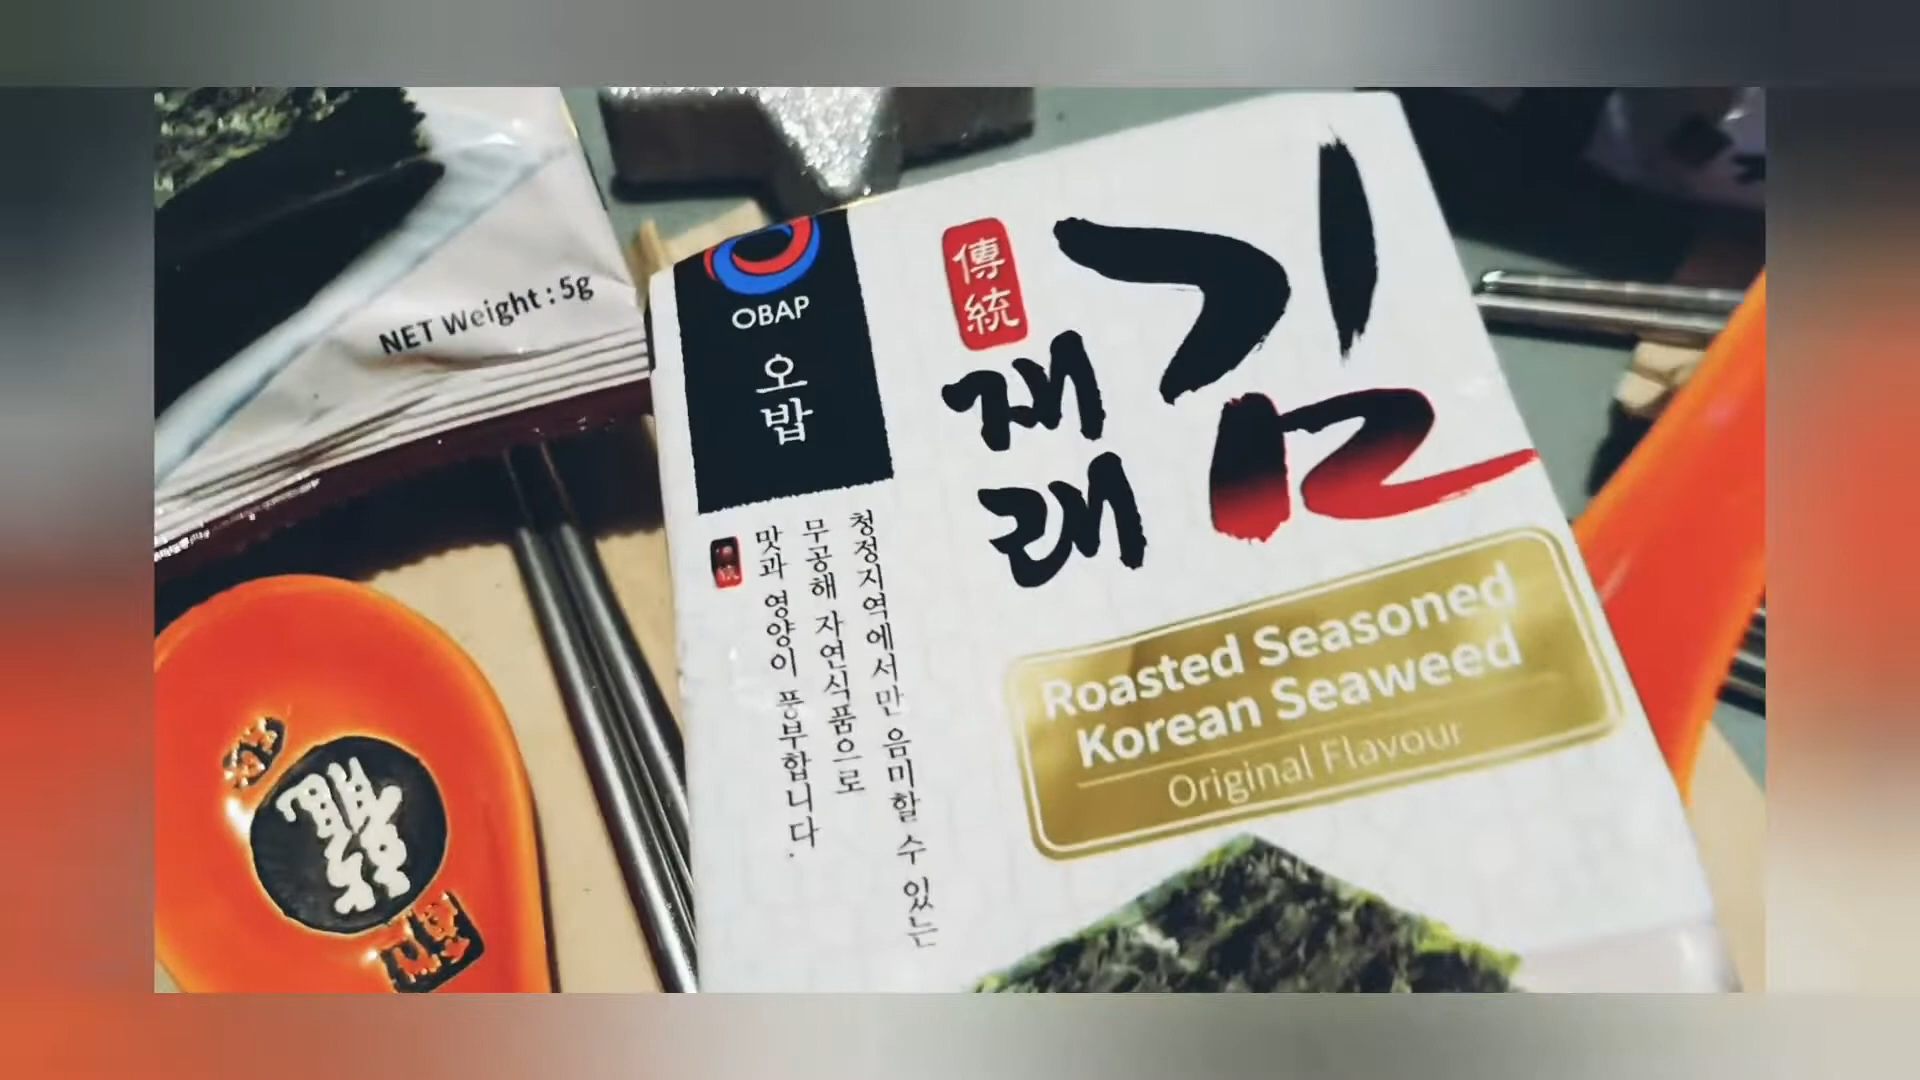 NET Weight : 5g
OBAP
오밥
傳統
재래
김
청정지역에서만 음미할 수 있는
무공해 자연식품으로
맛과 영양이 풍부합니다.
Roasted Seasoned
Korean Seaweed
Original Flavour
龍